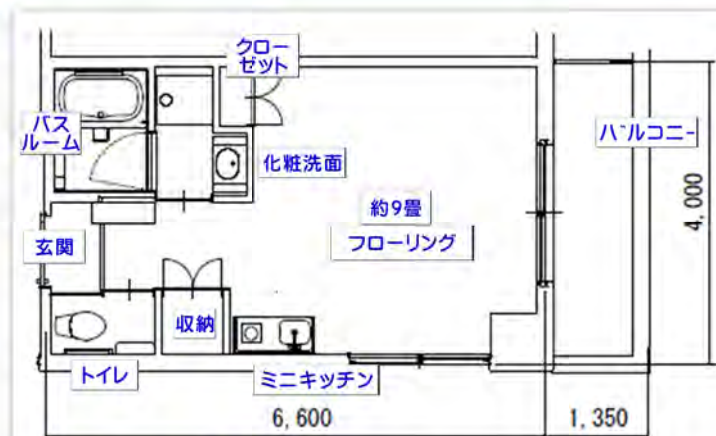 クロー
ゼット
バス
ルーム
バルコニー
化粧洗面
約9畳
フローリング
4,000
玄関
収納
トイレ
ミニキッチン
6,600
1,350